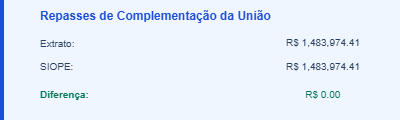 Repasses de Complementação da União
Extrato: R$ 1,483,974.41
SIOPE: R$ 1,483,974.41
Diferença: R$ 0.00